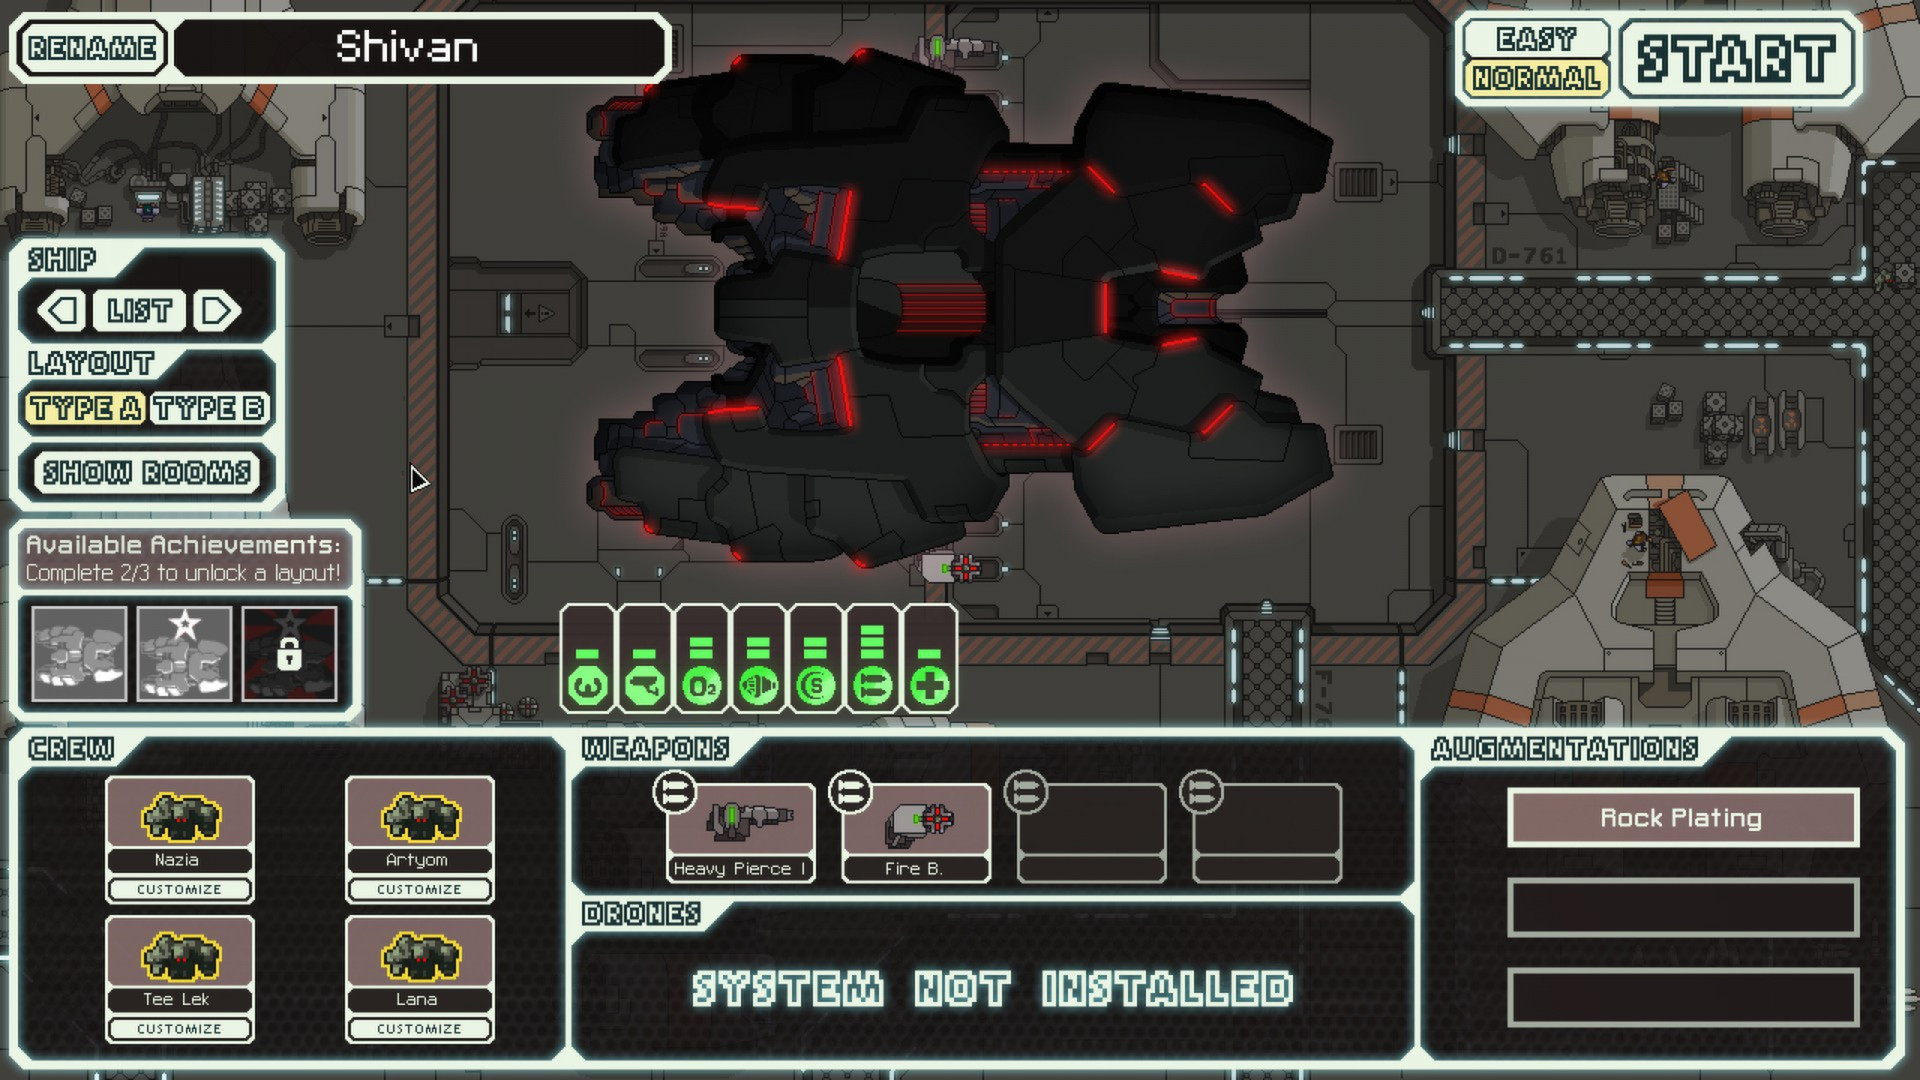 RENAME
Shivan
EASY
NORMAL
START
D-761
SHIP
LIST
LAYOUT
TYPE A
TYPE B
SHOW ROOMS
Available Achievements:
Complete 2/3 to unlock a layout!
O2
S
F-76
CREW
Nazia
CUSTOMIZE
Artyom
CUSTOMIZE
Tee Lek
CUSTOMIZE
Lana
CUSTOMIZE
WEAPONS
Heavy Pierce I
Fire B.
DRONES
SYSTEM NOT INSTALLED
AUGMENTATIONS
Rock Plating